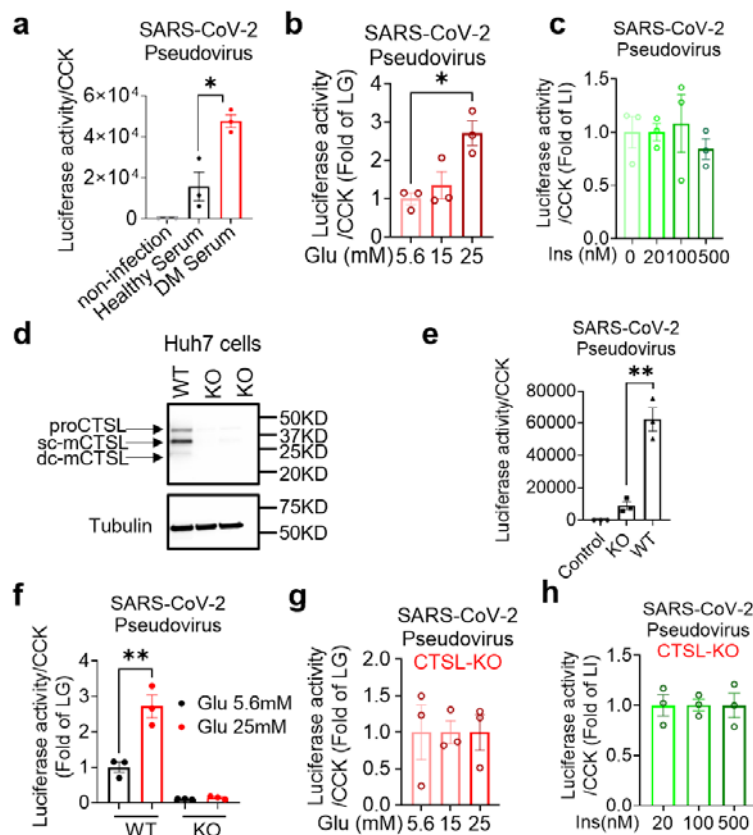 a
SARS-CoV-2
Pseudovirus
Luciferase activity/CCK
*
6×10⁴
4×10⁴
2×10⁴
0
non-infection
Healthy Serum
DM Serum
b
SARS-CoV-2
Pseudovirus
Luciferase activity
/CCK (Fold of LG)
*
4
3
2
1
0
Glu (mM) 5.6 15 25
c
SARS-CoV-2
Pseudovirus
Luciferase activity
/CCK (Fold of LI)
1.5
1.0
0.5
0.0
Ins (nM) 0 20 100 500
d
Huh7 cells
WT KO KO
proCTSL
sc-mCTSL
dc-mCTSL
50KD
37KD
25KD
20KD
Tubulin
75KD
50KD
e
SARS-CoV-2
Pseudovirus
Luciferase activity/CCK
**
80000
60000
40000
20000
0
Control
KO
WT
f
SARS-CoV-2
Pseudovirus
Luciferase activity/CCK
(Fold of LG)
**
4
3
2
1
0
Glu 5.6mM
Glu 25mM
WT KO
g
SARS-CoV-2
Pseudovirus
CTSL-KO
Luciferase activity
/CCK (Fold of LG)
2.0
1.5
1.0
0.5
0.0
Glu (mM) 5.6 15 25
h
SARS-CoV-2
Pseudovirus
CTSL-KO
Luciferase activity
/CCK (Fold of LI)
2.0
1.5
1.0
0.5
0.0
Ins(nM) 20 100 500